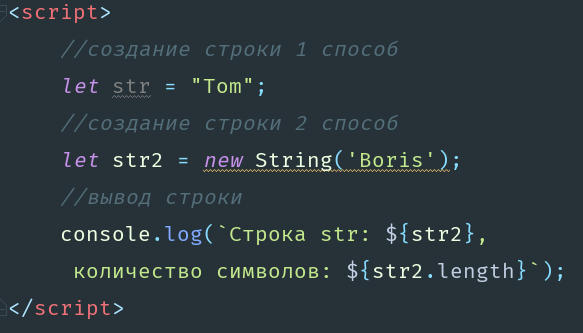 <script>
//создание строки 1 способ
let str = "Tom";
//создание строки 2 способ
let str2 = new String('Boris');
//вывод строки
console.log(`Строка str: ${str2},
количество символов: ${str2.length}`);
</script>